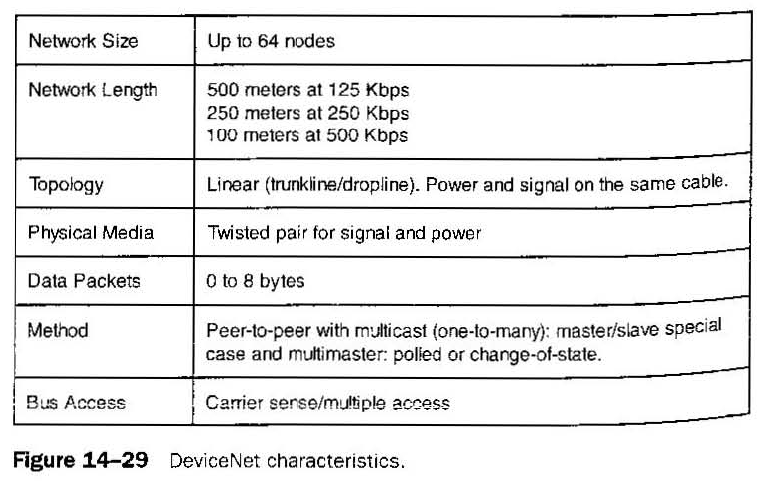 Network Size Up to 64 nodes
Network Length 500 meters at 125 Kbps
250 meters at 250 Kbps
100 meters at 500 Kbps
Topology Linear (trunkline/dropline). Power and signal on the same cable.
Physical Media Twisted pair for signal and power
Data Packets 0 to 8 bytes
Method Peer-to-peer with multicast (one-to-many): master/slave special
case and multimaster: polled or change-of-state.
Bus Access Carrier sense/multiple access
Figure 14–29 DeviceNet characteristics.